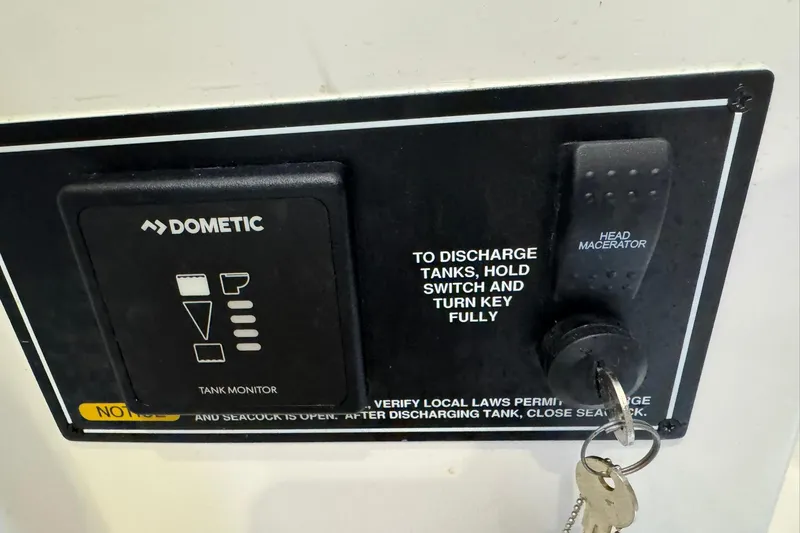 DOMETIC
TANK MONITOR
TO DISCHARGE
TANKS, HOLD
SWITCH AND
TURN KEY
FULLY
HEAD
MACERATOR
VERIFY LOCAL LAWS PERMIT
AND SEACOCK IS OPEN. AFTER DISCHARGING TANK, CLOSE